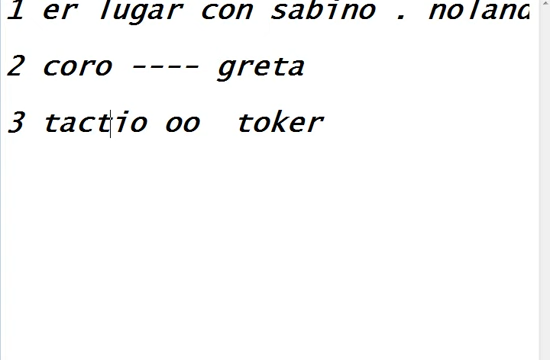 1 er lugar con sabino . noland
2 coro ---- greta
3 tactio oo  toker